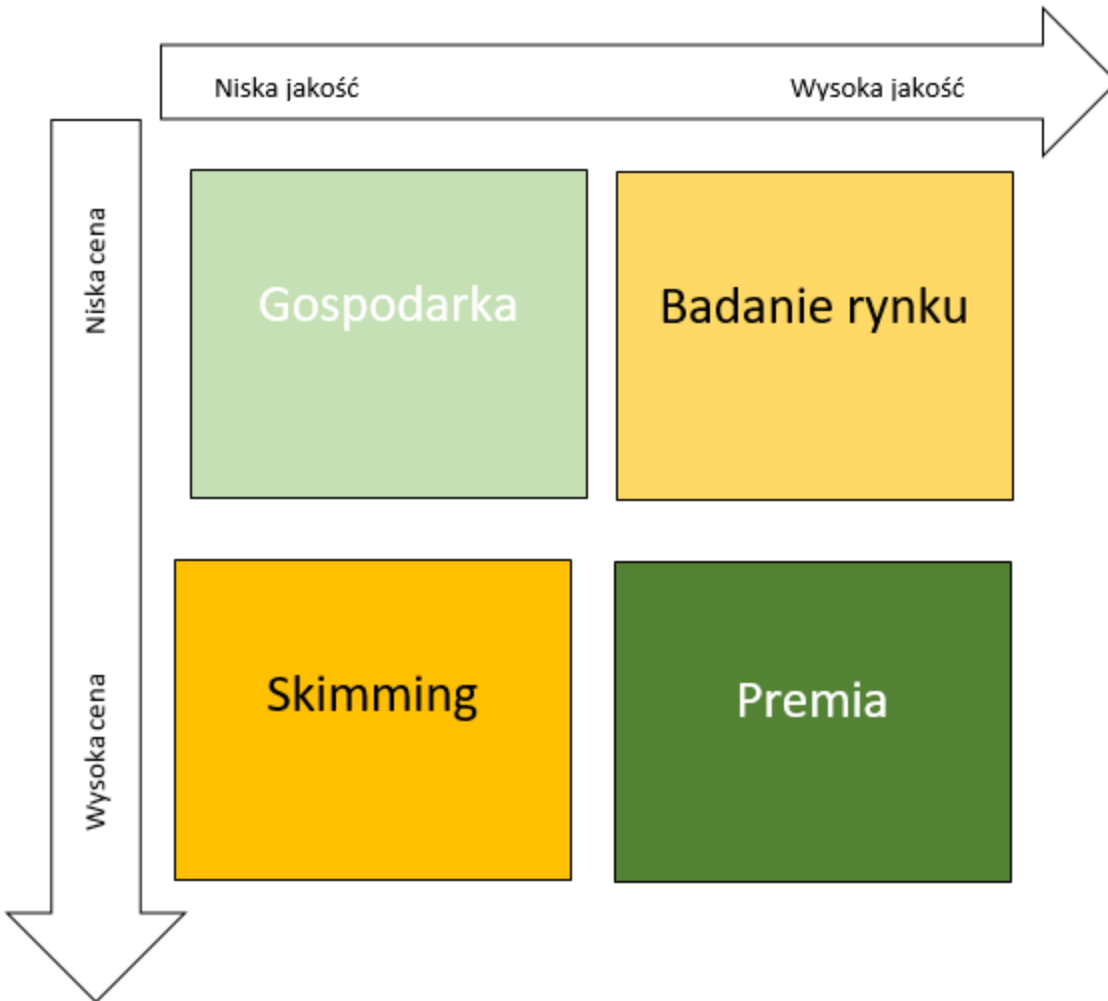 Niska jakość
Wysoka jakość
Niska cena
Gospodarka
Badanie rynku
Wysoka cena
Skimming
Premia